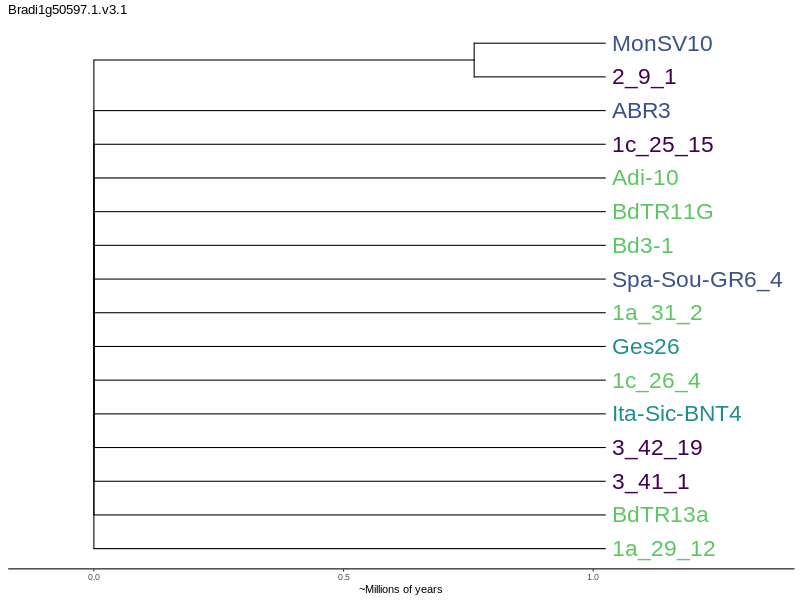 Bradi1g50597.1.v3.1
MonSV10
2_9_1
ABR3
1c_25_15
Adi-10
BdTR11G
Bd3-1
Spa-Sou-GR6_4
1a_31_2
Ges26
1c_26_4
Ita-Sic-BNT4
3_42_19
3_41_1
BdTR13a
1a_29_12
0.0 0.5 1.0
~Millions of years